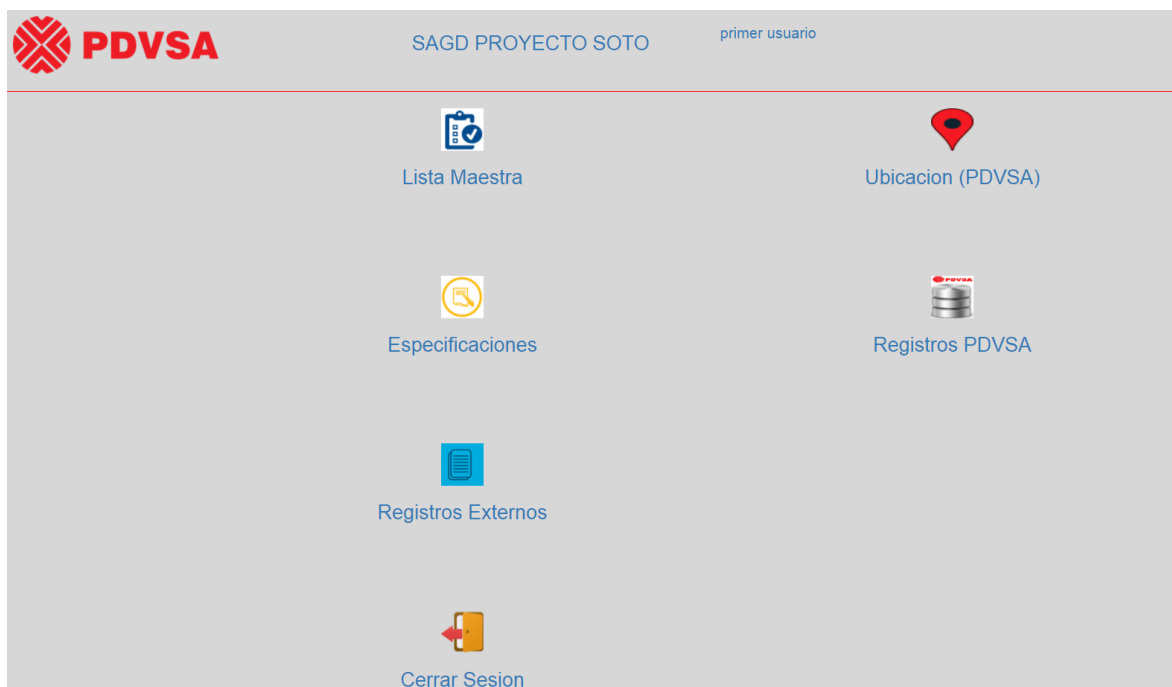 PDVSA
SAGD PROYECTO SOTO
primer usuario
Lista Maestra
Ubicacion (PDVSA)
Especificaciones
PDVSA
Registros PDVSA
Registros Externos
Cerrar Sesion